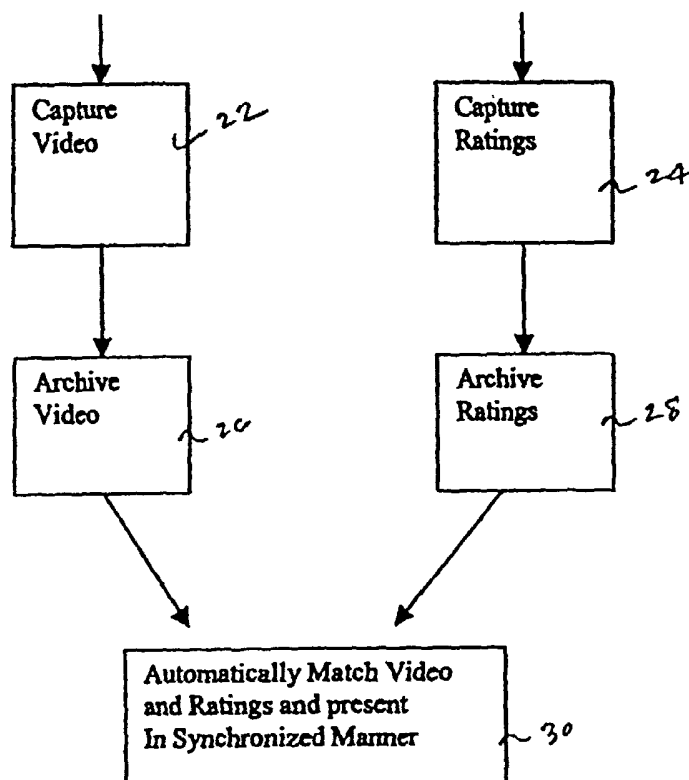 Capture
Video
22
Capture
Ratings
24
Archive
Video
Archive
Ratings
28
Automatically Match Video
and Ratings and present
In Synchronized Manner
30